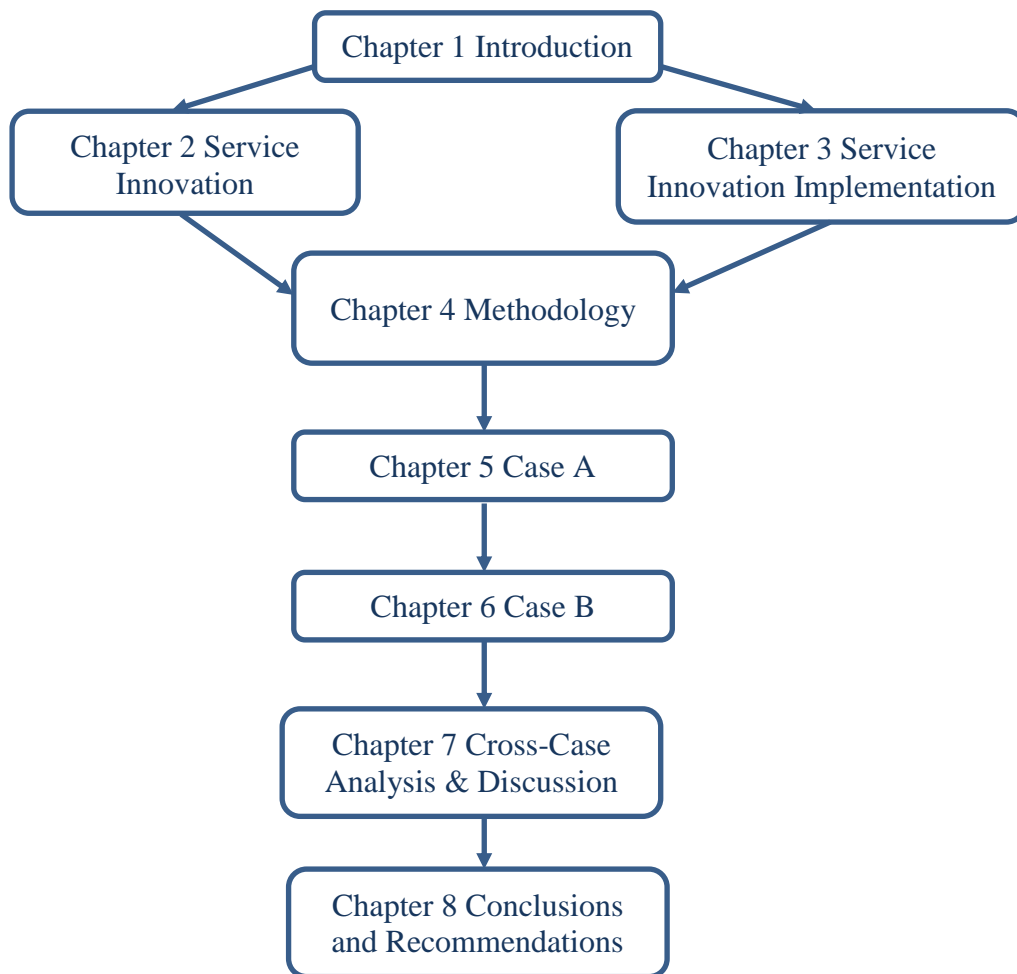 Chapter 1 Introduction
Chapter 2 Service
Innovation
Chapter 3 Service
Innovation Implementation
Chapter 4 Methodology
Chapter 5 Case A
Chapter 6 Case B
Chapter 7 Cross-Case
Analysis & Discussion
Chapter 8 Conclusions
and Recommendations